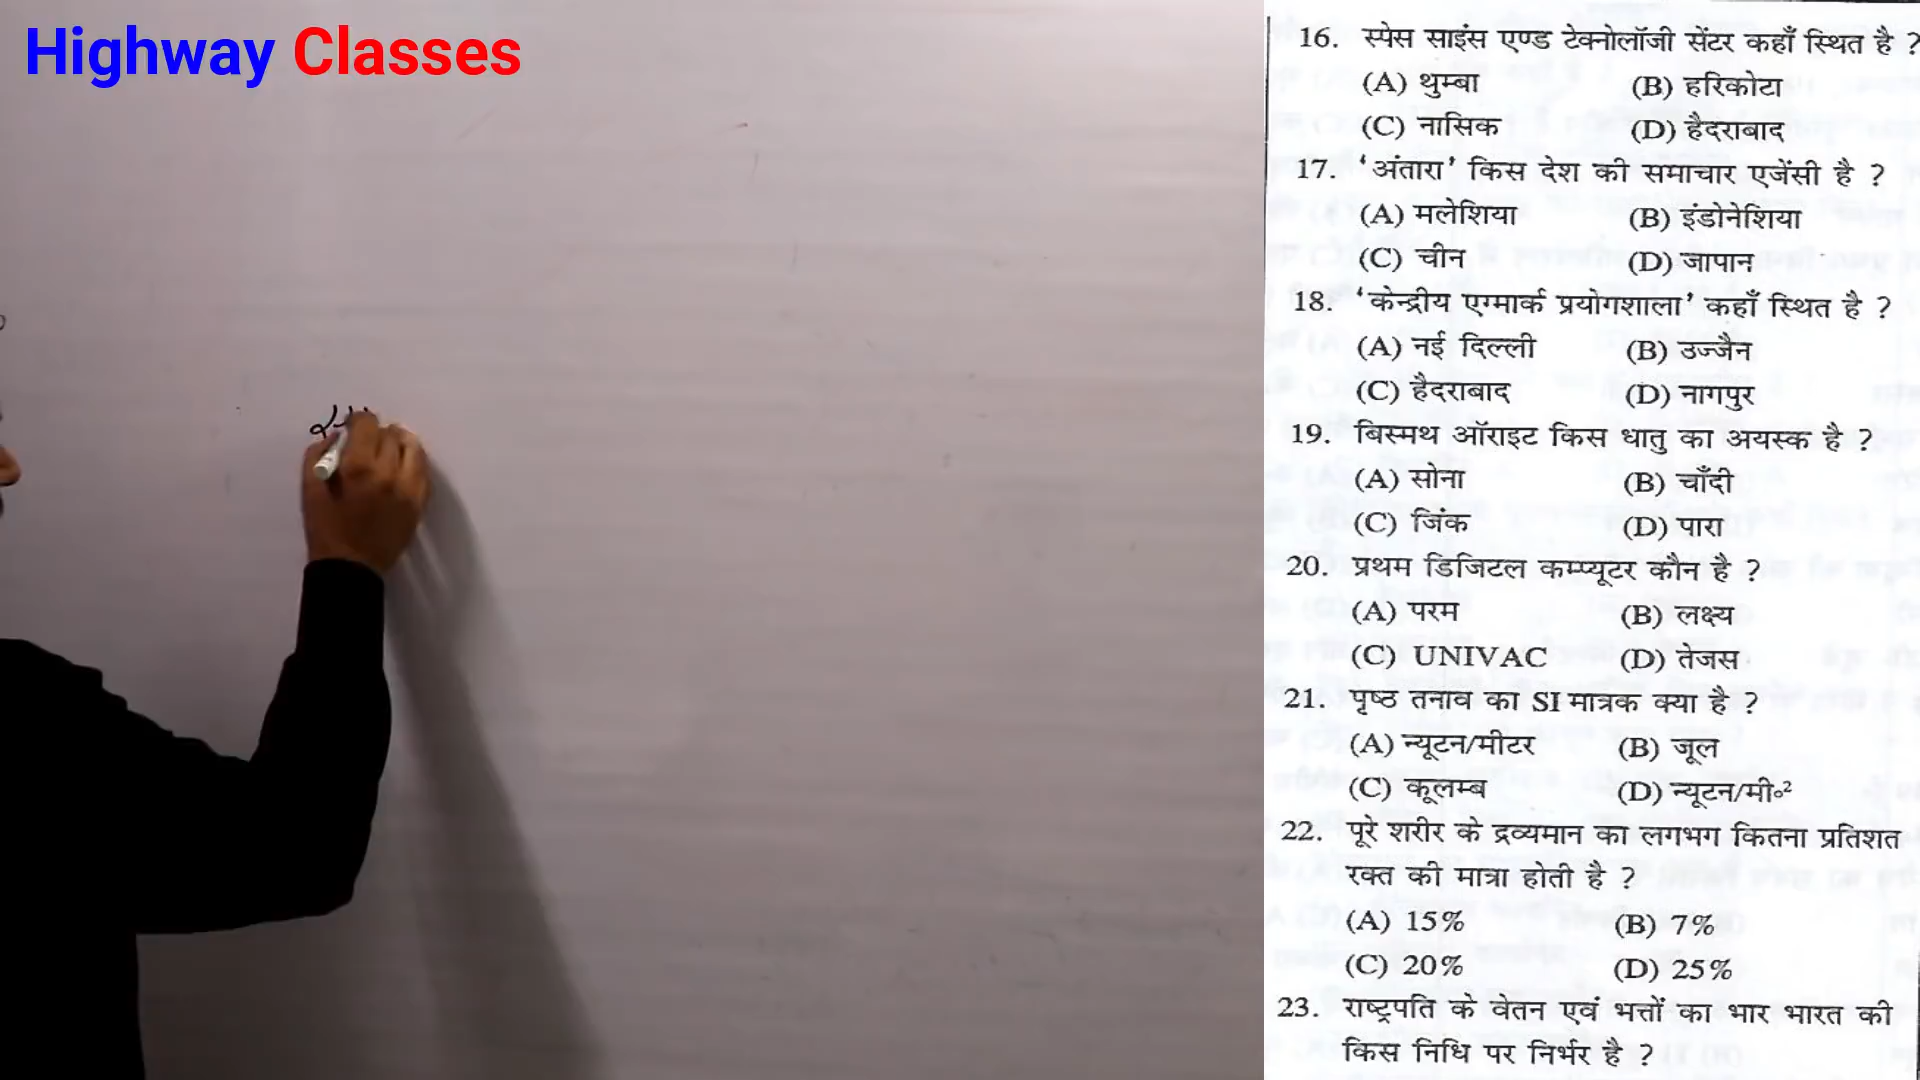 Highway Classes
16. स्पेस साइंस एण्ड टेक्नोलॉजी सेंटर कहाँ स्थित है ?
(A) थुम्बा (B) हरिकोटा
(C) नासिक (D) हैदराबाद
17. ‘अंतारा’ किस देश की समाचार एजेंसी है ?
(A) मलेशिया (B) इंडोनेशिया
(C) चीन (D) जापान
18. ‘केन्द्रीय एग्मार्क प्रयोगशाला’ कहाँ स्थित है ?
(A) नई दिल्ली (B) उज्जैन
(C) हैदराबाद (D) नागपुर
19. बिस्मथ ऑराइट किस धातु का अयस्क है ?
(A) सोना (B) चाँदी
(C) जिंक (D) पारा
20. प्रथम डिजिटल कम्प्यूटर कौन है ?
(A) परम (B) लक्ष्य
(C) UNIVAC (D) तेजस
21. पृष्ठ तनाव का SI मात्रक क्या है ?
(A) न्यूटन/मीटर (B) जूल
(C) कूलम्ब (D) न्यूटन/मी॰²
22. पूरे शरीर के द्रव्यमान का लगभग कितना प्रतिशत
रक्त की मात्रा होती है ?
(A) 15% (B) 7%
(C) 20% (D) 25%
23. राष्ट्रपति के वेतन एवं भत्तों का भार भारत की
किस निधि पर निर्भर है ?